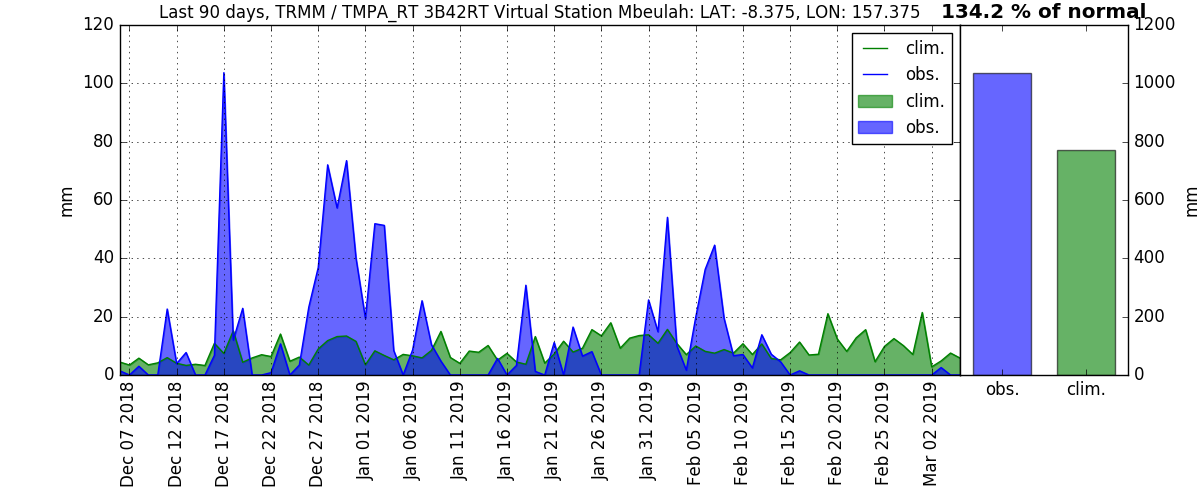 Last 90 days, TRMM / TMPA_RT 3B42RT Virtual Station Mbeulah: LAT: -8.375, LON: 157.375
134.2 % of normal
120
100
80
60
40
20
0
mm
clim.
obs.
clim.
obs.
1200
1000
800
600
400
200
0
mm
obs.
clim.
Dec 07 2018
Dec 12 2018
Dec 17 2018
Dec 22 2018
Dec 27 2018
Jan 01 2019
Jan 06 2019
Jan 11 2019
Jan 16 2019
Jan 21 2019
Jan 26 2019
Jan 31 2019
Feb 05 2019
Feb 10 2019
Feb 15 2019
Feb 20 2019
Feb 25 2019
Mar 02 2019